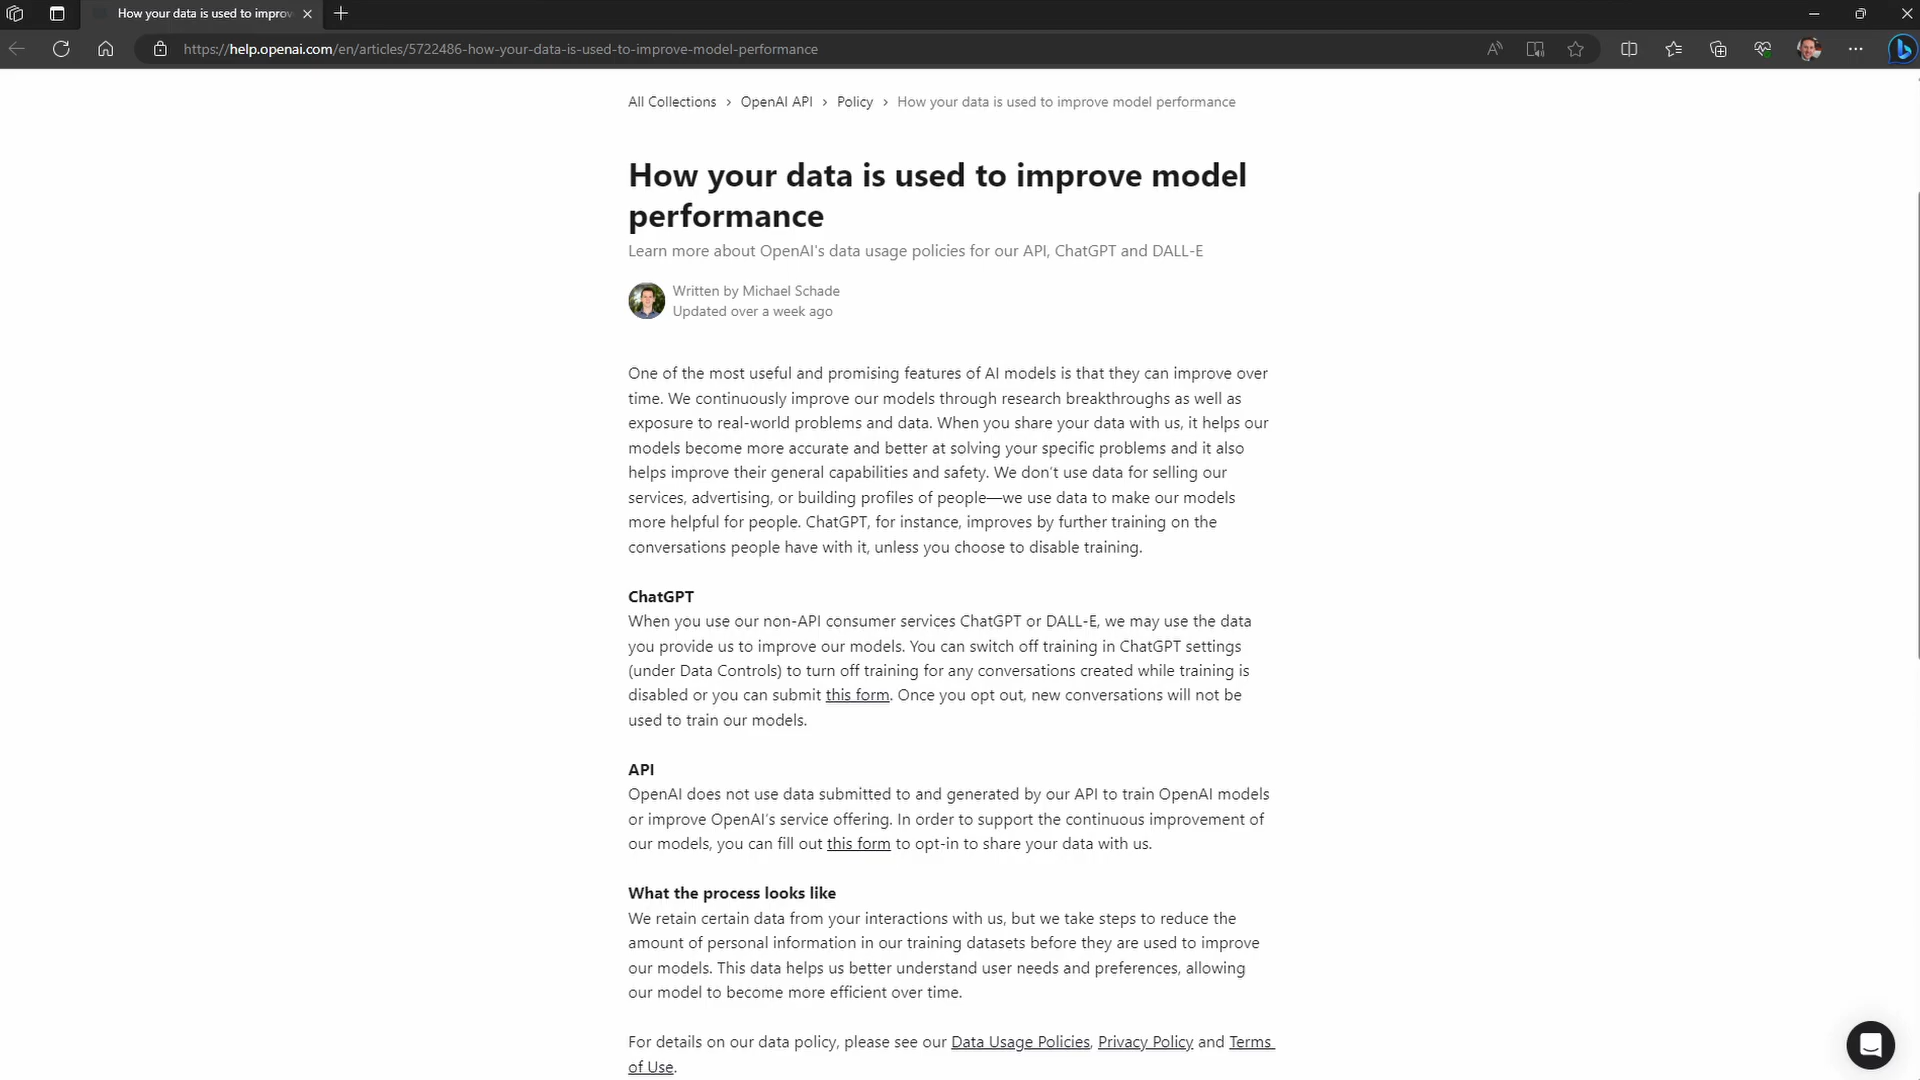 How your data is used to improv
https://help.openai.com/en/articles/5722486-how-your-data-is-used-to-improve-model-performance
All Collections > OpenAI API > Policy > How your data is used to improve model performance
How your data is used to improve model
performance
Learn more about OpenAI's data usage policies for our API, ChatGPT and DALL-E
Written by Michael Schade
Updated over a week ago
One of the most useful and promising features of AI models is that they can improve over
time. We continuously improve our models through research breakthroughs as well as
exposure to real-world problems and data. When you share your data with us, it helps our
models become more accurate and better at solving your specific problems and it also
helps improve their general capabilities and safety. We don't use data for selling our
services, advertising, or building profiles of people—we use data to make our models
more helpful for people. ChatGPT, for instance, improves by further training on the
conversations people have with it, unless you choose to disable training.
ChatGPT
When you use our non-API consumer services ChatGPT or DALL-E, we may use the data
you provide us to improve our models. You can switch off training in ChatGPT settings
(under Data Controls) to turn off training for any conversations created while training is
disabled or you can submit this form. Once you opt out, new conversations will not be
used to train our models.
API
OpenAI does not use data submitted to and generated by our API to train OpenAI models
or improve OpenAI's service offering. In order to support the continuous improvement of
our models, you can fill out this form to opt-in to share your data with us.
What the process looks like
We retain certain data from your interactions with us, but we take steps to reduce the
amount of personal information in our training datasets before they are used to improve
our models. This data helps us better understand user needs and preferences, allowing
our model to become more efficient over time.
For details on our data policy, please see our Data Usage Policies, Privacy Policy and Terms
of Use.